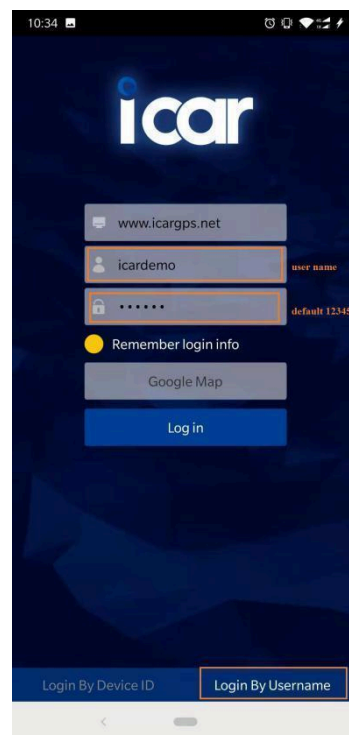 10:34
icar
www.icargps.net
icardemo
user name
••••••
default 12345
Remember login info
Google Map
Log in
Login By Device ID
Login By Username